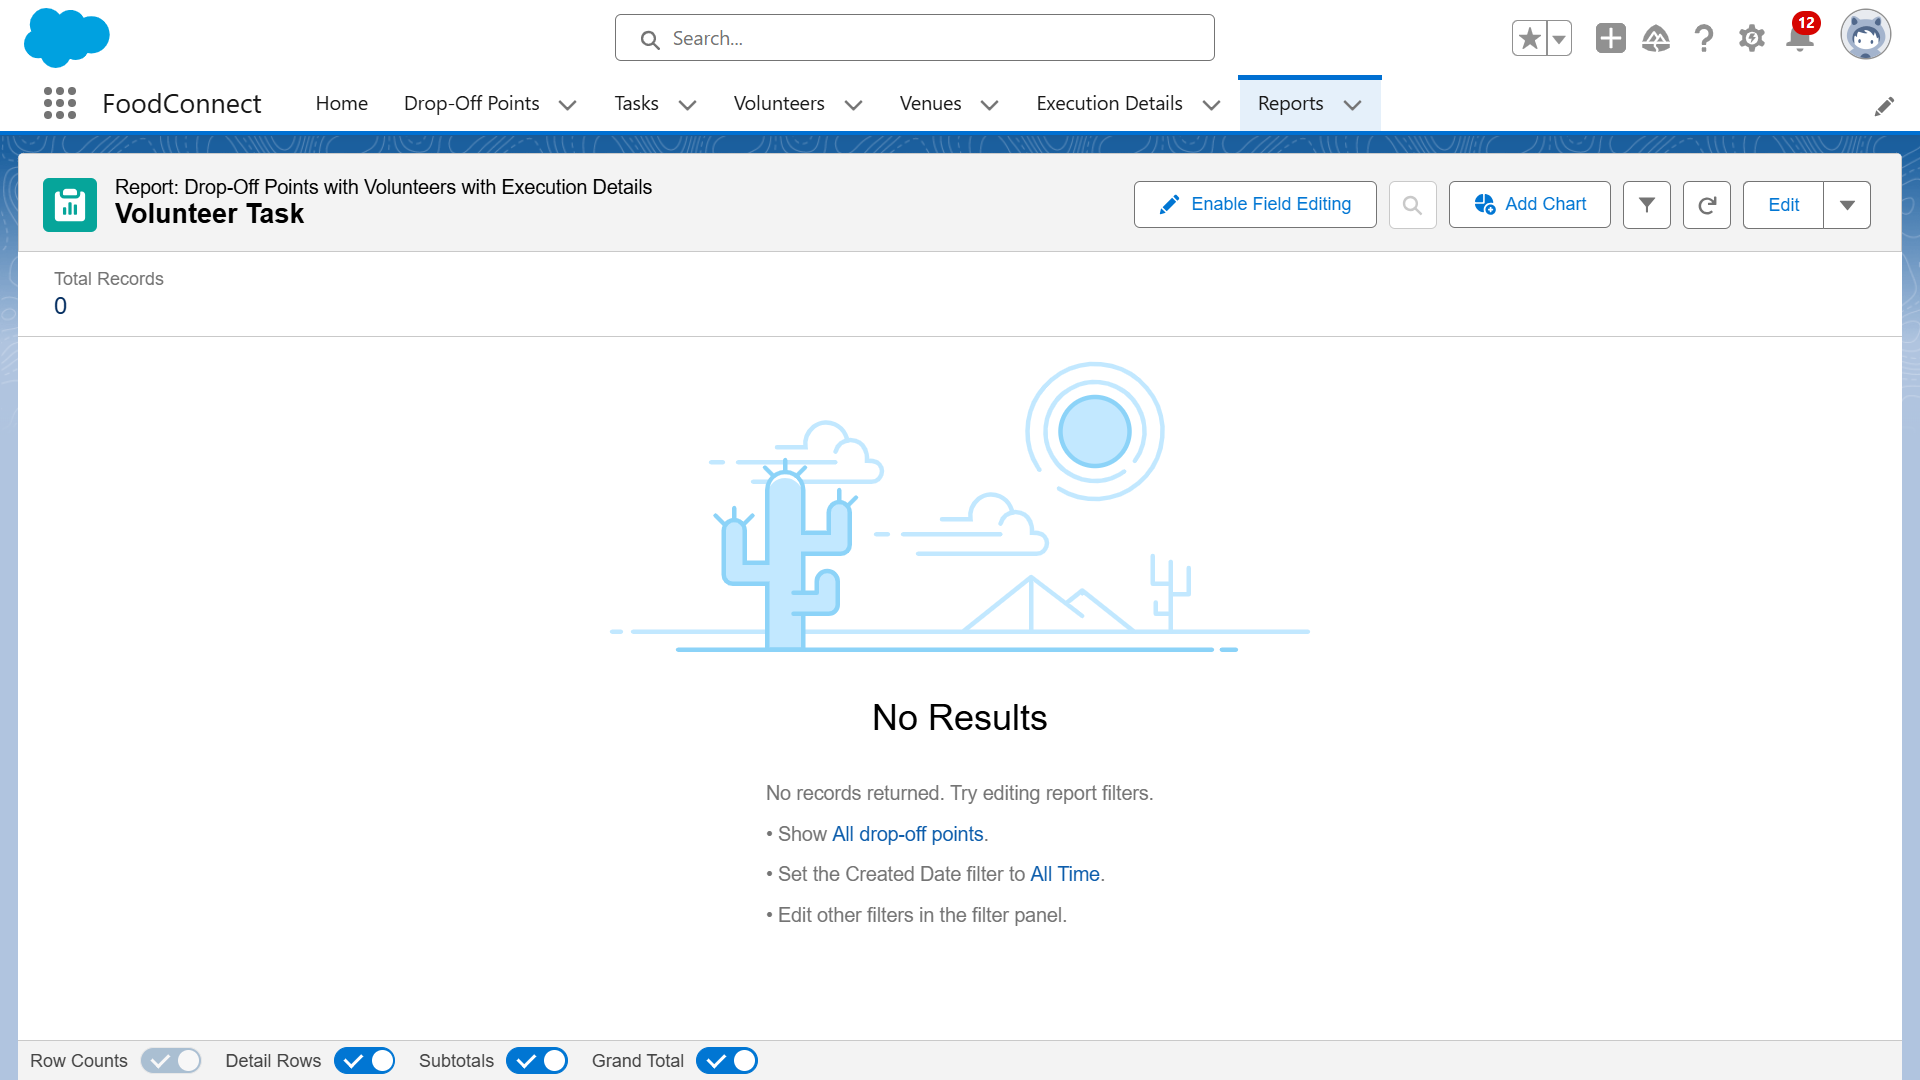 Search...
12
FoodConnect
Home
Drop-Off Points
Tasks
Volunteers
Venues
Execution Details
Reports
Report: Drop-Off Points with Volunteers with Execution Details
Volunteer Task
Enable Field Editing
Add Chart
Edit
Total Records
0
No Results
No records returned. Try editing report filters.
• Show All drop-off points.
• Set the Created Date filter to All Time.
• Edit other filters in the filter panel.
Row Counts
Detail Rows
Subtotals
Grand Total